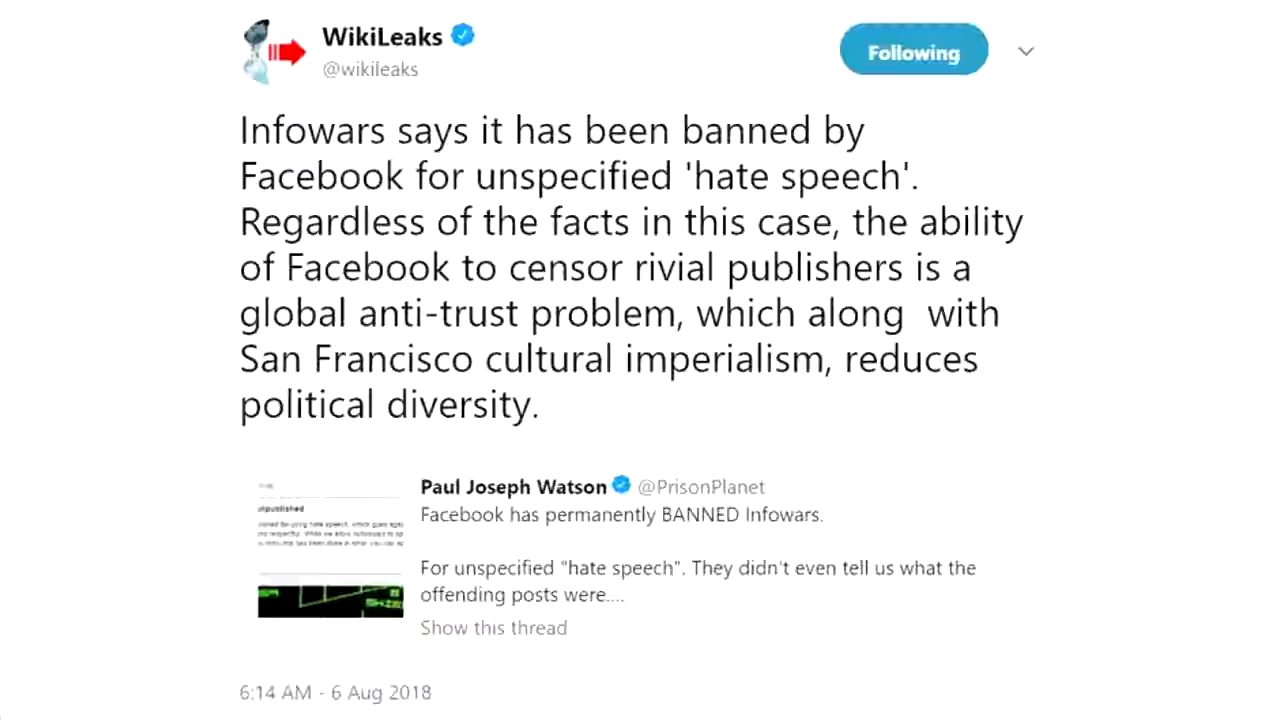 WikiLeaks
@wikileaks
Following
Infowars says it has been banned by
Facebook for unspecified 'hate speech'.
Regardless of the facts in this case, the ability
of Facebook to censor rivial publishers is a
global anti-trust problem, which along  with
San Francisco cultural imperialism, reduces
political diversity.
Paul Joseph Watson @PrisonPlanet
Facebook has permanently BANNED Infowars.
For unspecified "hate speech". They didn't even tell us what the
offending posts were....
Show this thread
6:14 AM - 6 Aug 2018